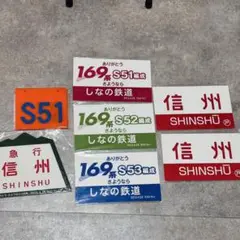 S51
急行
信州
SHINSHU
ありがとう
169系 S51編成
さようなら
しなの鉄道
ありがとう
169系 S52編成
さようなら
しなの鉄道
ありがとう
169系 S53編成
さようなら
しなの鉄道
信州
SHINSHŪ
信州
SHINSHŪ